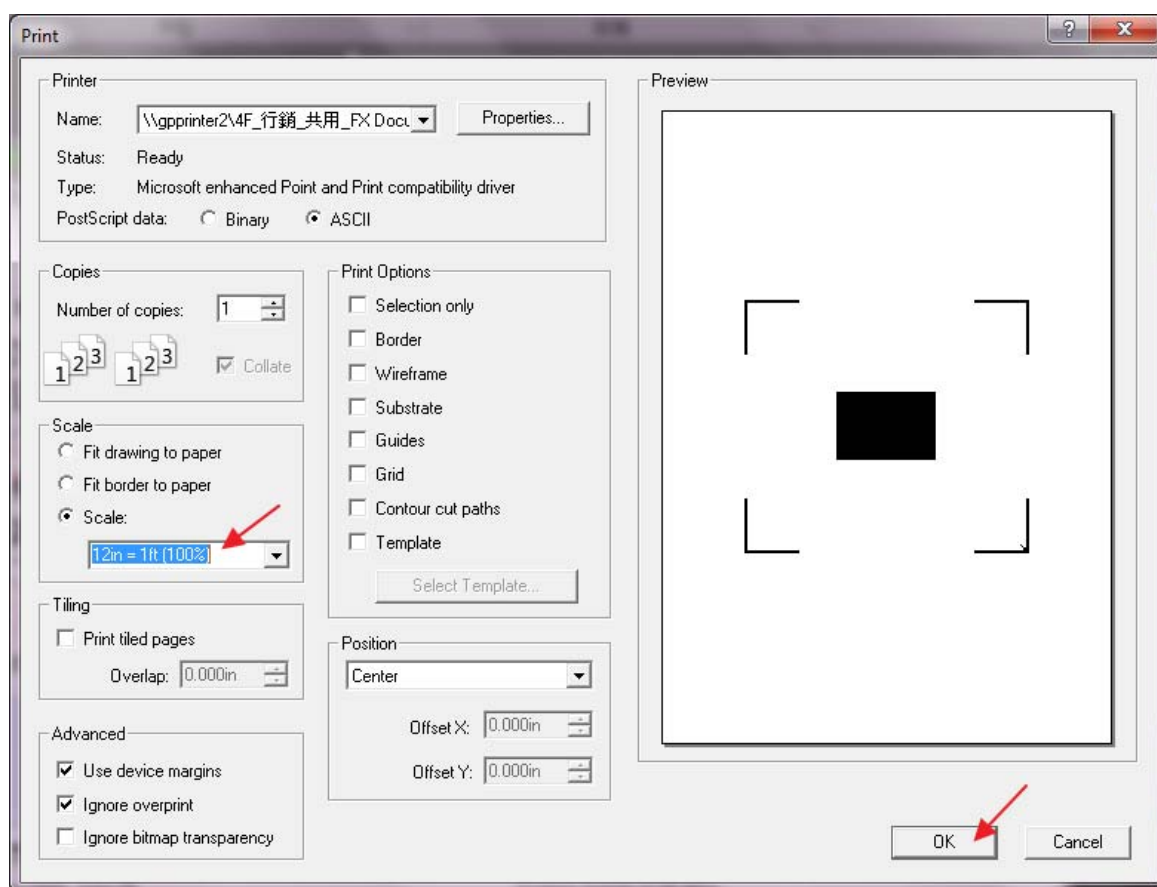 Print
Printer
Name: \\gpprinter2\4F_行銷_共用_FX Docu
Properties...
Status: Ready
Type: Microsoft enhanced Point and Print compatibility driver
PostScript data: Binary ASCII
Copies
Number of copies: 1
1 2 3 1 2 3
Collate
Scale
Fit drawing to paper
Fit border to paper
Scale:
12in = 1ft (100%)
Tiling
Print tiled pages
Overlap: 0.000in
Advanced
Use device margins
Ignore overprint
Ignore bitmap transparency
Print Options
Selection only
Border
Wireframe
Substrate
Guides
Grid
Contour cut paths
Template
Select Template...
Position
Center
Offset X: 0.000in
Offset Y: 0.000in
Preview
OK
Cancel